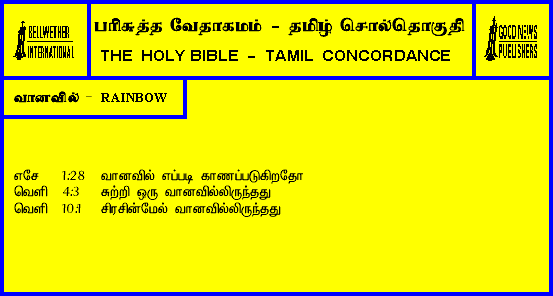 BELLWETHER
INTERNATIONAL
பரிசுத்த வேதாகமம் - தமிழ் சொல்தொகுதி
THE HOLY BIBLE - TAMIL CONCORDANCE
GOOD NEWS
PUBLISHERS
வானவில் - RAINBOW
எசே 1:28 வானவில் எப்படி காணப்படுகிறதோ
வெளி 4:3 சுற்றி ஒரு வானவில்லிருந்தது
வெளி 10:1 சிரசின்மேல் வானவில்லிருந்தது